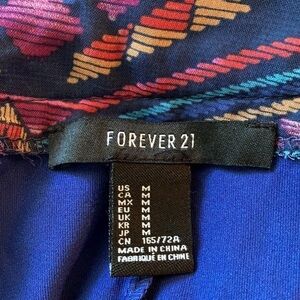 FOREVER 21
US M
CA M
MX M
EU M
UK M
KR M
JP M
CN 165/72A
MADE IN CHINA
FABRIQUÉ EN CHINE